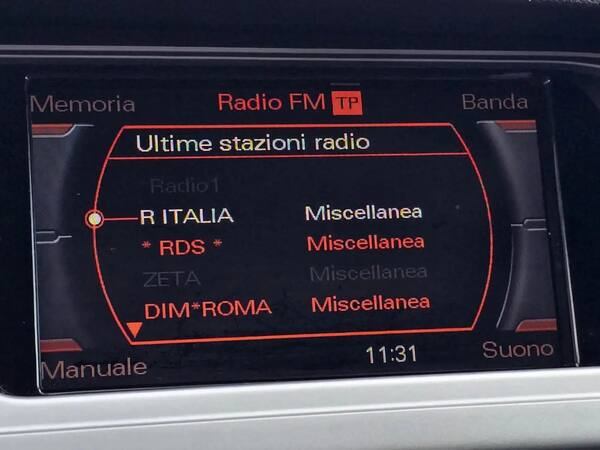 Memoria Radio FM TP Banda
Ultime stazioni radio
Radio1
R ITALIA Miscellanea
* RDS * Miscellanea
ZETA Miscellanea
DIM*ROMA Miscellanea
Manuale 11:31 Suono